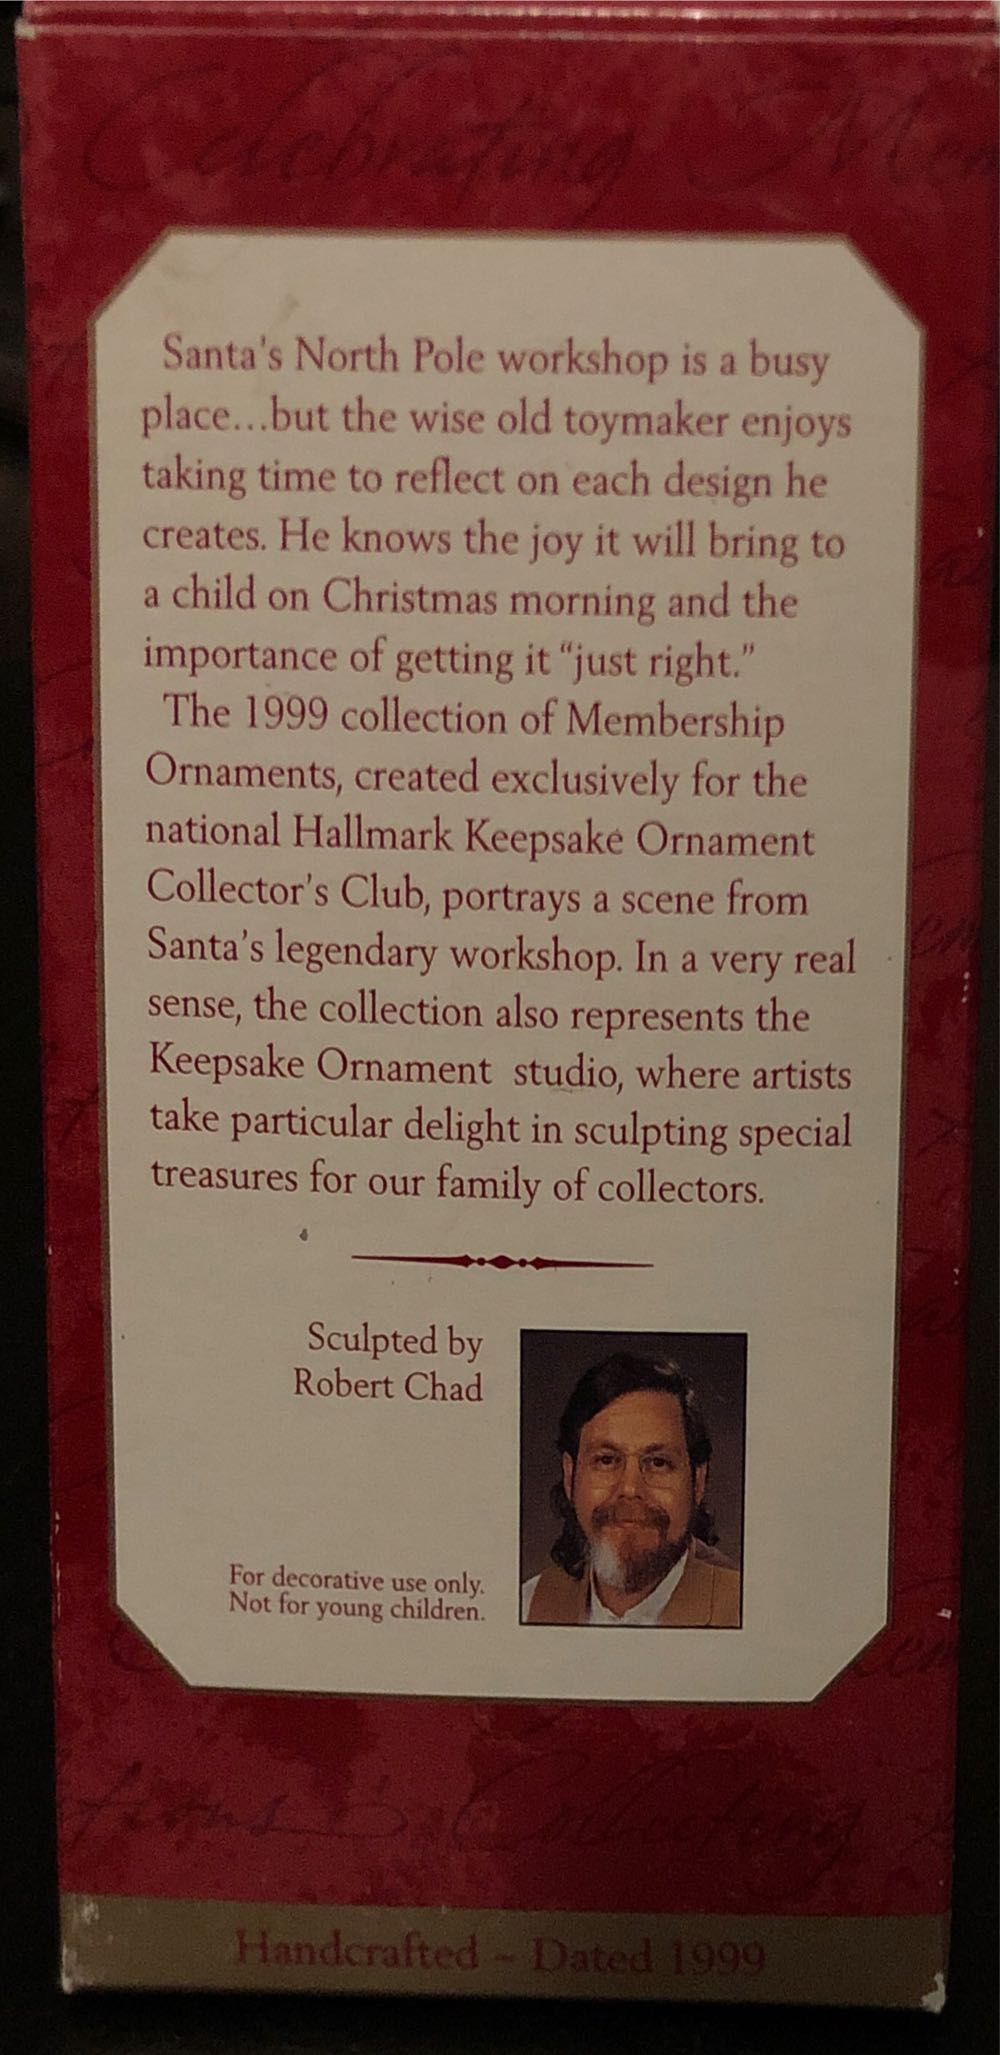 Celebrating
Santa's North Pole workshop is a busy
place...but the wise old toymaker enjoys
taking time to reflect on each design he
creates. He knows the joy it will bring to
a child on Christmas morning and the
importance of getting it “just right.”
The 1999 collection of Membership
Ornaments, created exclusively for the
national Hallmark Keepsake Ornament
Collector's Club, portrays a scene from
Santa's legendary workshop. In a very real
sense, the collection also represents the
Keepsake Ornament studio, where artists
take particular delight in sculpting special
treasures for our family of collectors.
Sculpted by
Robert Chad
For decorative use only.
Not for young children.
tions & Collecting
Handcrafted – Dated 1999